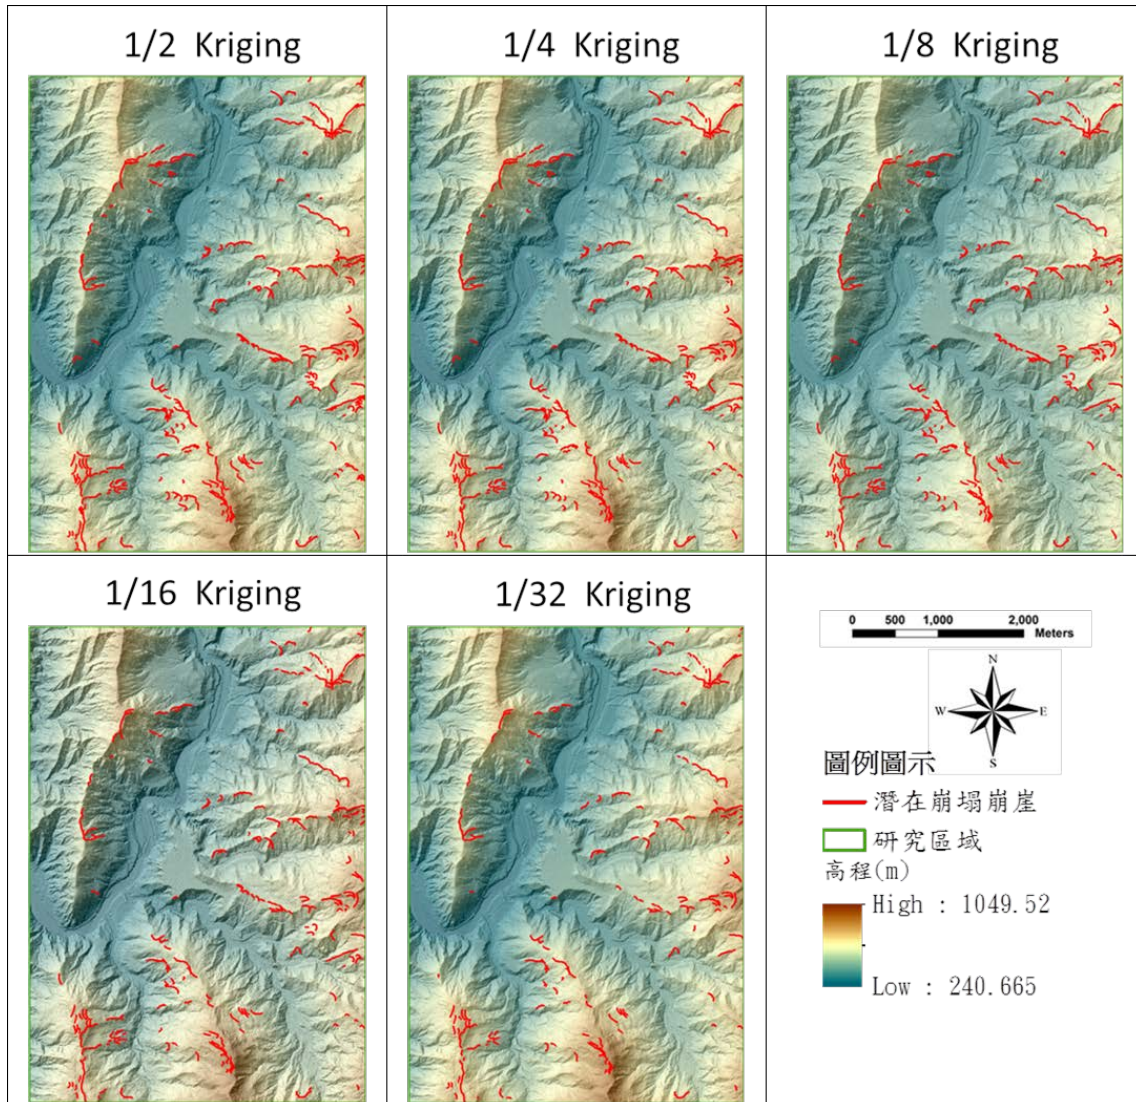 1/2 Kriging
1/4 Kriging
1/8 Kriging
1/16 Kriging
1/32 Kriging
0 500 1,000 2,000
Meters
N
W E
S
圖例圖示
潛在崩塌崩崖
研究區域
高程(m)
High : 1049.52
Low : 240.665